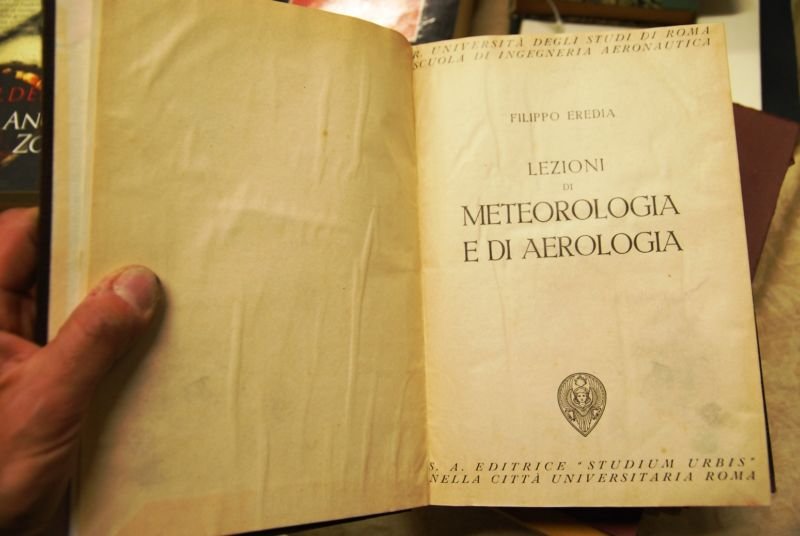 R. UNIVERSITÀ DEGLI STUDI DI ROMA
SCUOLA DI INGEGNERIA AERONAUTICA
FILIPPO EREDIA
LEZIONI
DI
METEOROLOGIA
E DI AEROLOGIA
S. A. EDITRICE "STUDIUM URBIS"
NELLA CITTÀ UNIVERSITARIA ROMA